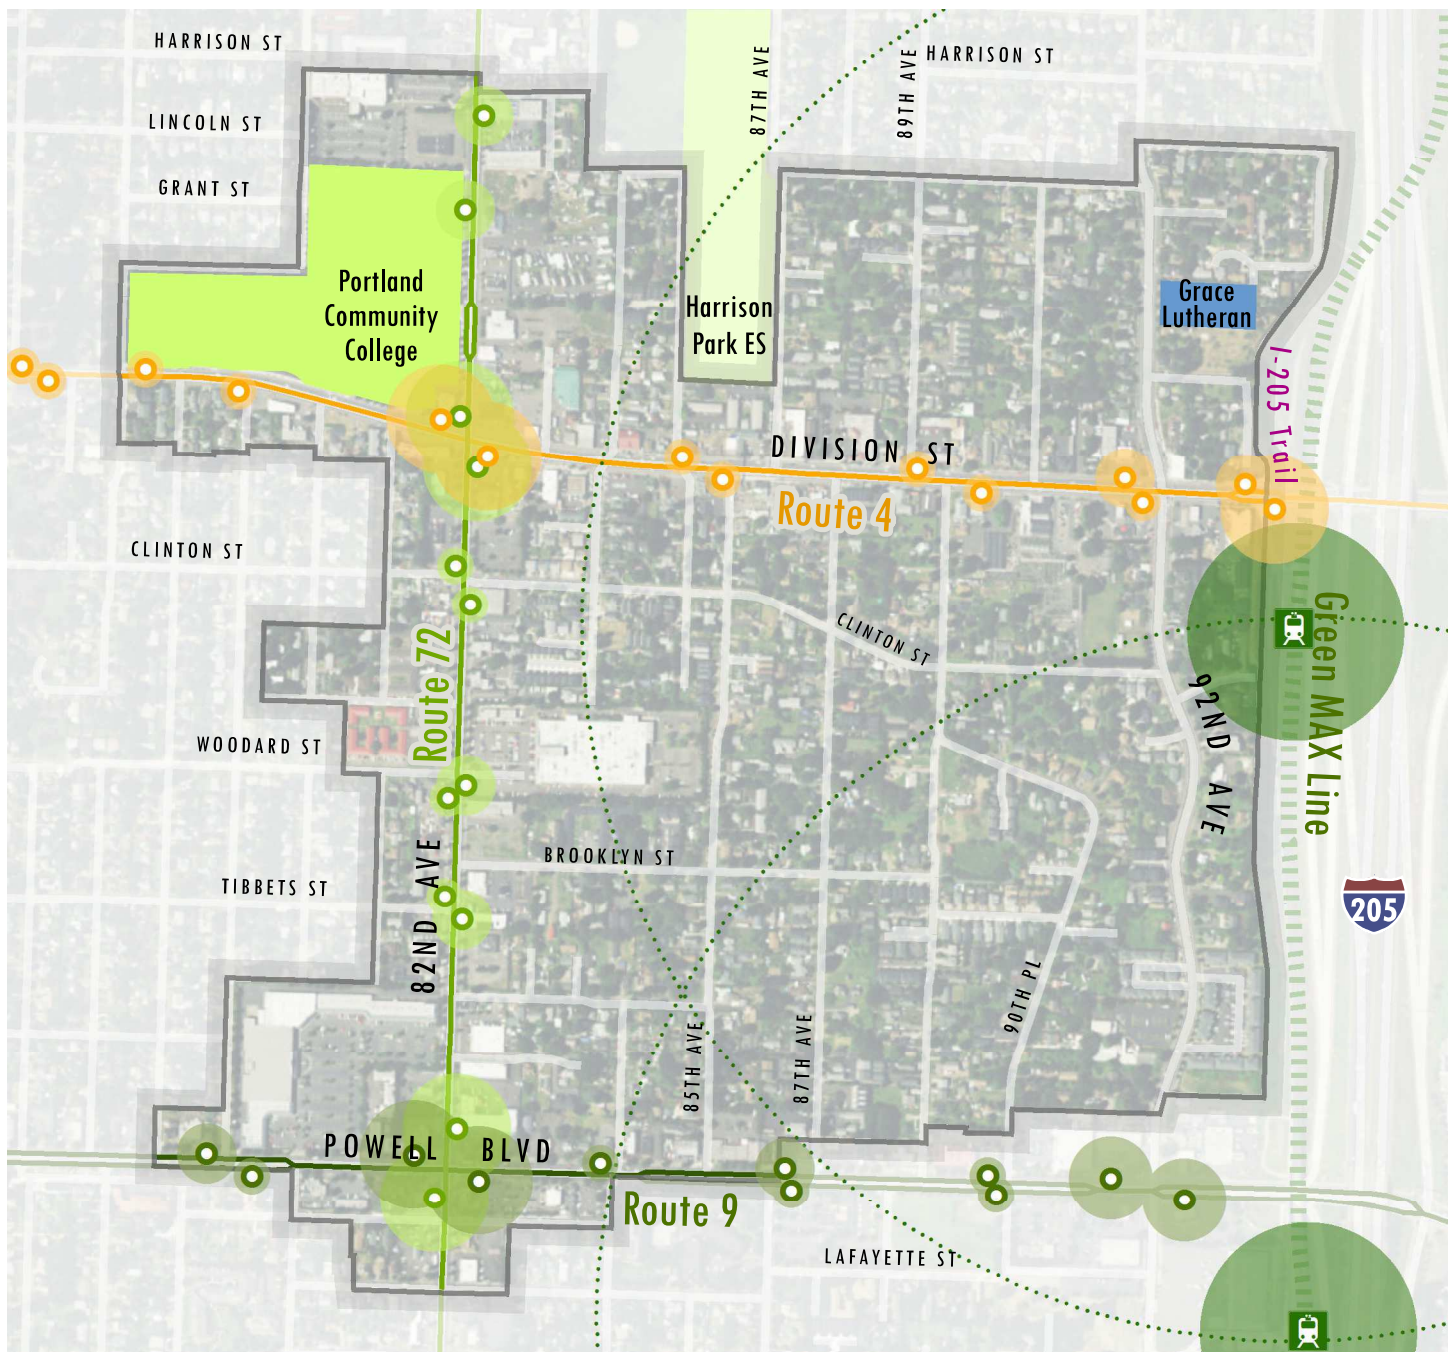 HARRISON ST
87TH AVE
89TH AVE
HARRISON ST
LINCOLN ST
GRANT ST
Portland
Community
College
Harrison
Park ES
Grace
Lutheran
I-205 Trail
DIVISION ST
Route 4
CLINTON ST
CLINTON ST
Route 72
Green MAX Line
92ND AVE
WOODARD ST
BROOKLYN ST
TIBBETS ST
82ND AVE
205
90TH PL
85TH AVE
87TH AVE
POWELL BLVD
Route 9
LAFAYETTE ST